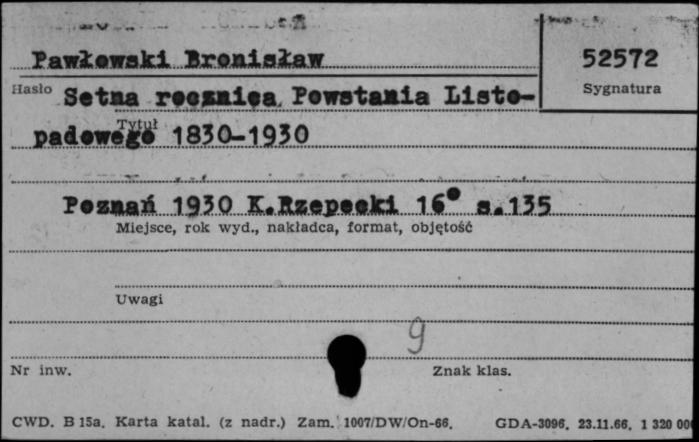 Pawłowski Bronisław
52572
Hasło
Sygnatura
Setna rocznica Powstania Listo-
Tytuł
padowego 1830-1930
Poznań 1930 K.Rzepecki 16° s.135
Miejsce, rok wyd., nakładca, format, objętość
Uwagi
9
Nr inw.
Znak klas.
CWD. B 15a. Karta katal. (z nadr.) Zam. 1007/DW/On-66. GDA-3096. 23.11.66. 1 320 00